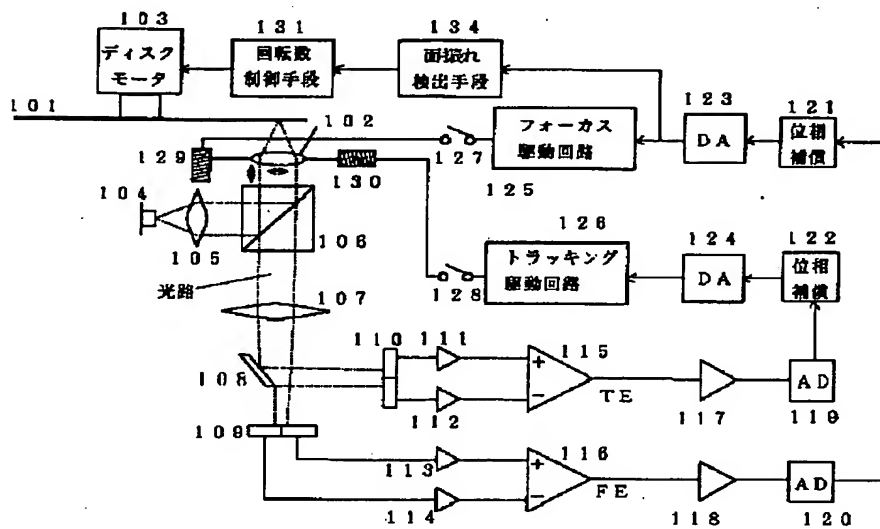 103
ディスク
モータ
131
回転数
制御手段
134
面振れ
検出手段
101
102
123
DA
121
位相
補償
フォーカス
駆動回路
127
125
129
130
104
105
106
126
トラッキング
駆動回路
128
124
DA
122
位相
補償
光路
107
108
110
111
112
+
−
115
TE
117
AD
119
109
113
114
+
−
116
FE
118
AD
120